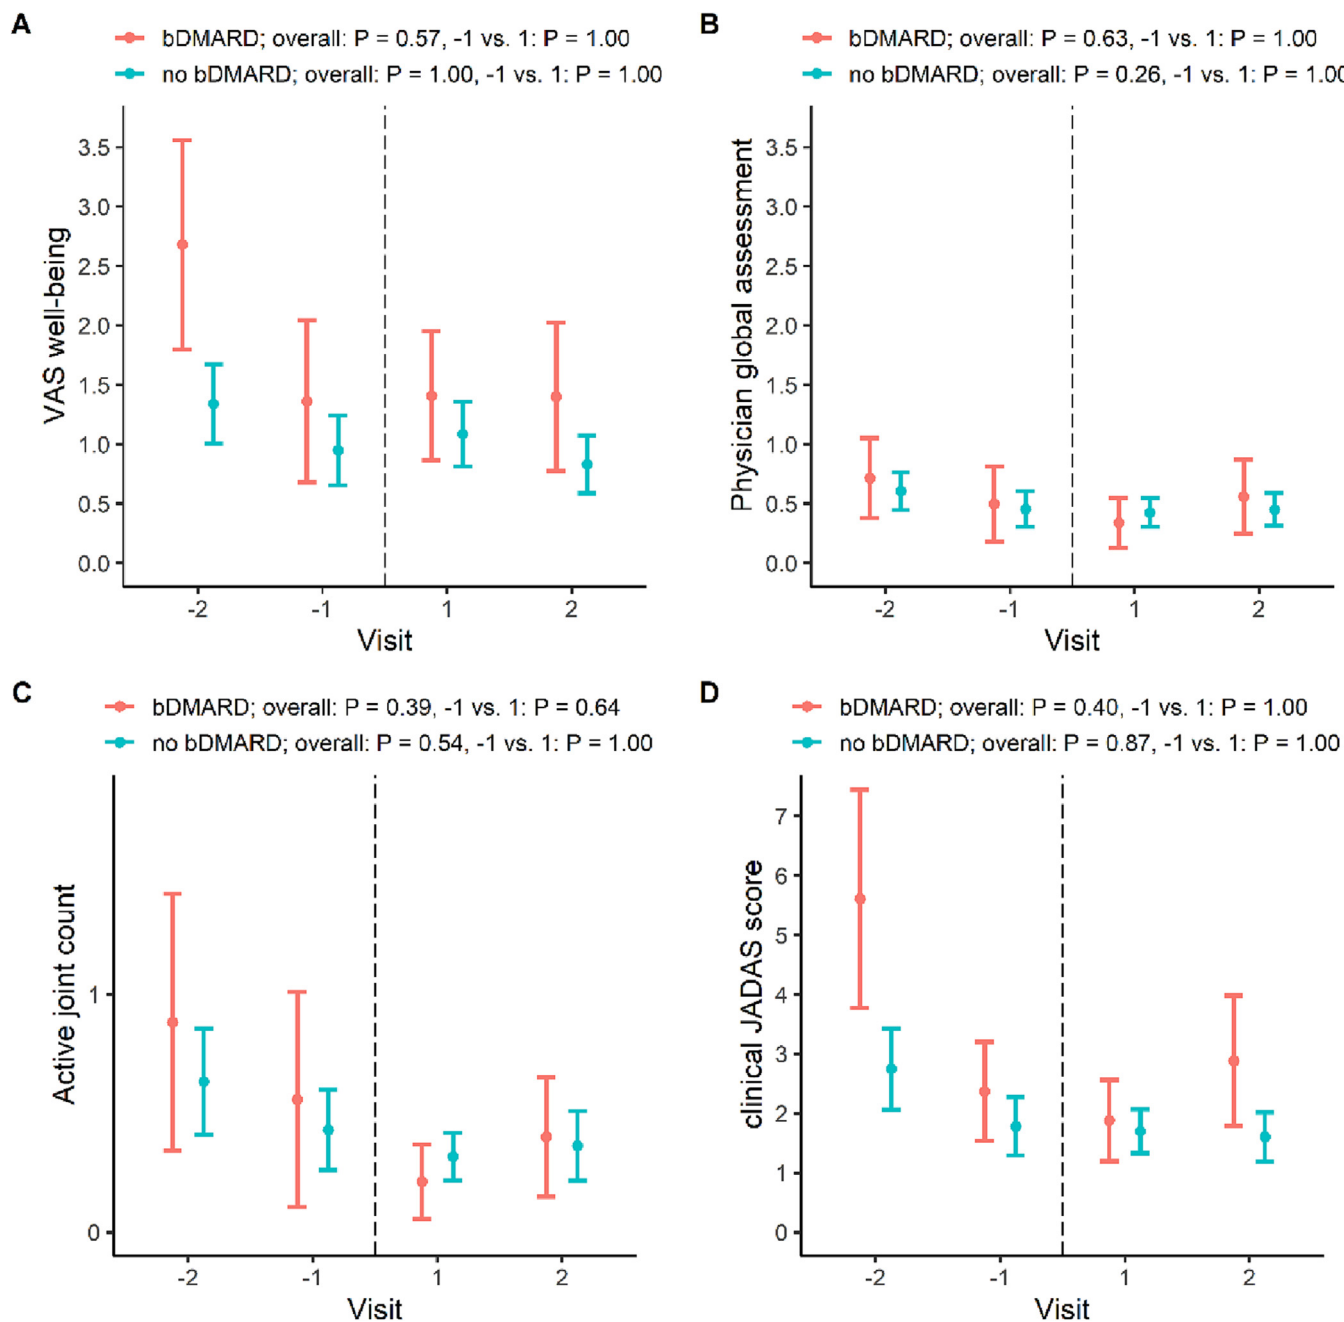 A
bDMARD; overall: P = 0.57, -1 vs. 1: P = 1.00
no bDMARD; overall: P = 1.00, -1 vs. 1: P = 1.00
VAS well-being
3.5
3.0
2.5
2.0
1.5
1.0
0.5
0.0
-2
-1
1
2
Visit
B
bDMARD; overall: P = 0.63, -1 vs. 1: P = 1.00
no bDMARD; overall: P = 0.26, -1 vs. 1: P = 1.00
Physician global assessment
3.5
3.0
2.5
2.0
1.5
1.0
0.5
0.0
-2
-1
1
2
Visit
C
bDMARD; overall: P = 0.39, -1 vs. 1: P = 0.64
no bDMARD; overall: P = 0.54, -1 vs. 1: P = 1.00
Active joint count
1
0
-2
-1
1
2
Visit
D
bDMARD; overall: P = 0.40, -1 vs. 1: P = 1.00
no bDMARD; overall: P = 0.87, -1 vs. 1: P = 1.00
clinical JADAS score
7
6
5
4
3
2
1
0
-2
-1
1
2
Visit